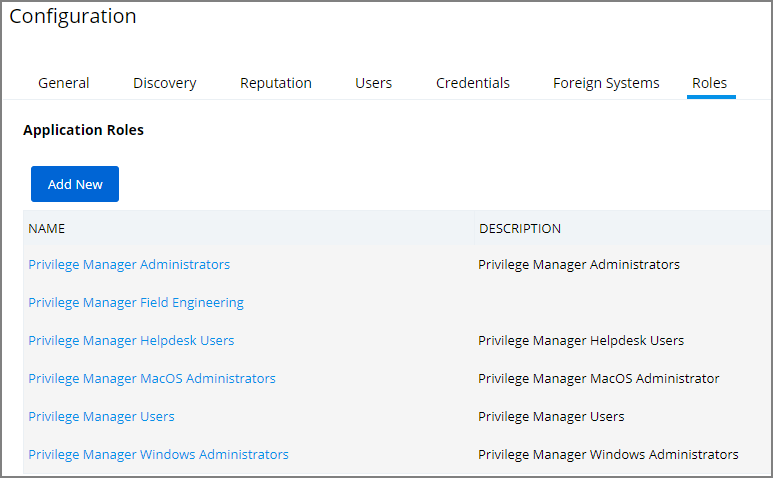 Configuration
General Discovery Reputation Users Credentials Foreign Systems Roles
Application Roles
Add New
NAME DESCRIPTION
Privilege Manager Administrators Privilege Manager Administrators
Privilege Manager Field Engineering
Privilege Manager Helpdesk Users Privilege Manager Helpdesk Users
Privilege Manager MacOS Administrators Privilege Manager MacOS Administrator
Privilege Manager Users Privilege Manager Users
Privilege Manager Windows Administrators Privilege Manager Windows Administrators